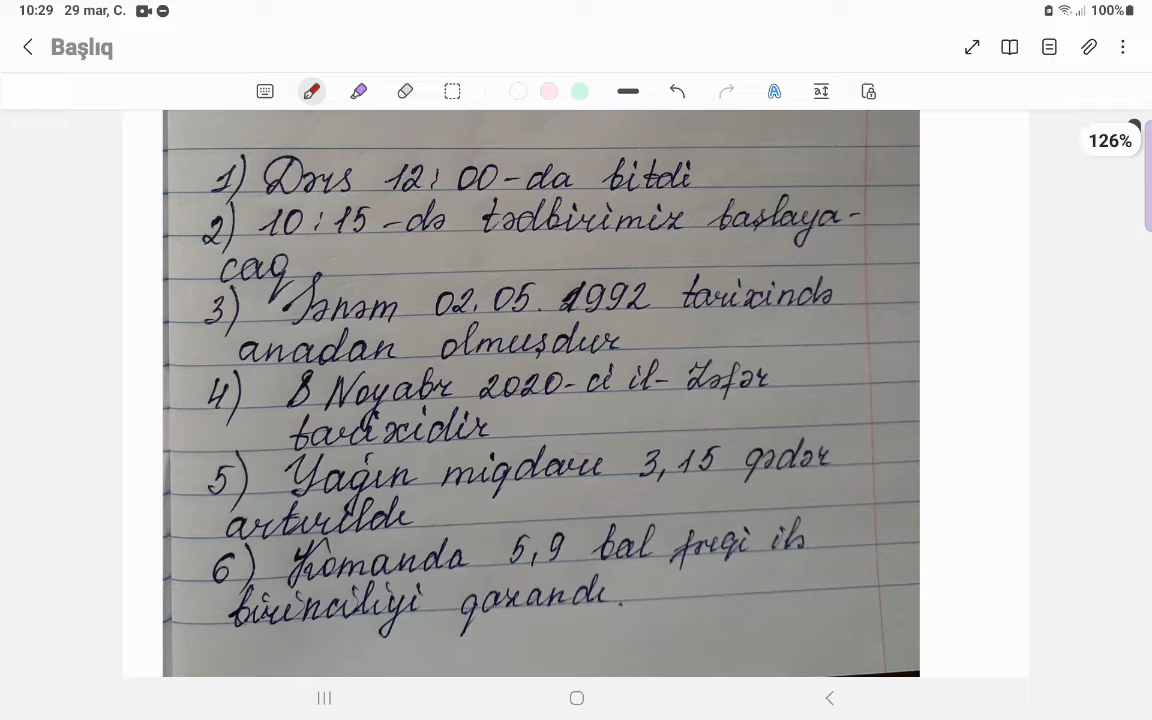 10:29 29 mar, C. 100%
Başlıq
126%
1) Dərs 12:00-da bitdi
2) 10:15-də tədbirimiz başlaya-
caq
3) Sənəm 02.05.1992 tarixində
anadan olmuşdur
4) 8 Noyabr 2020-ci il- Zəfər
tarixidir
5) Yağın miqdarı 3,15 qədər
artırıldı
6) Komanda 5,9 bal fərqi ilə
birinciliyi qazandı.